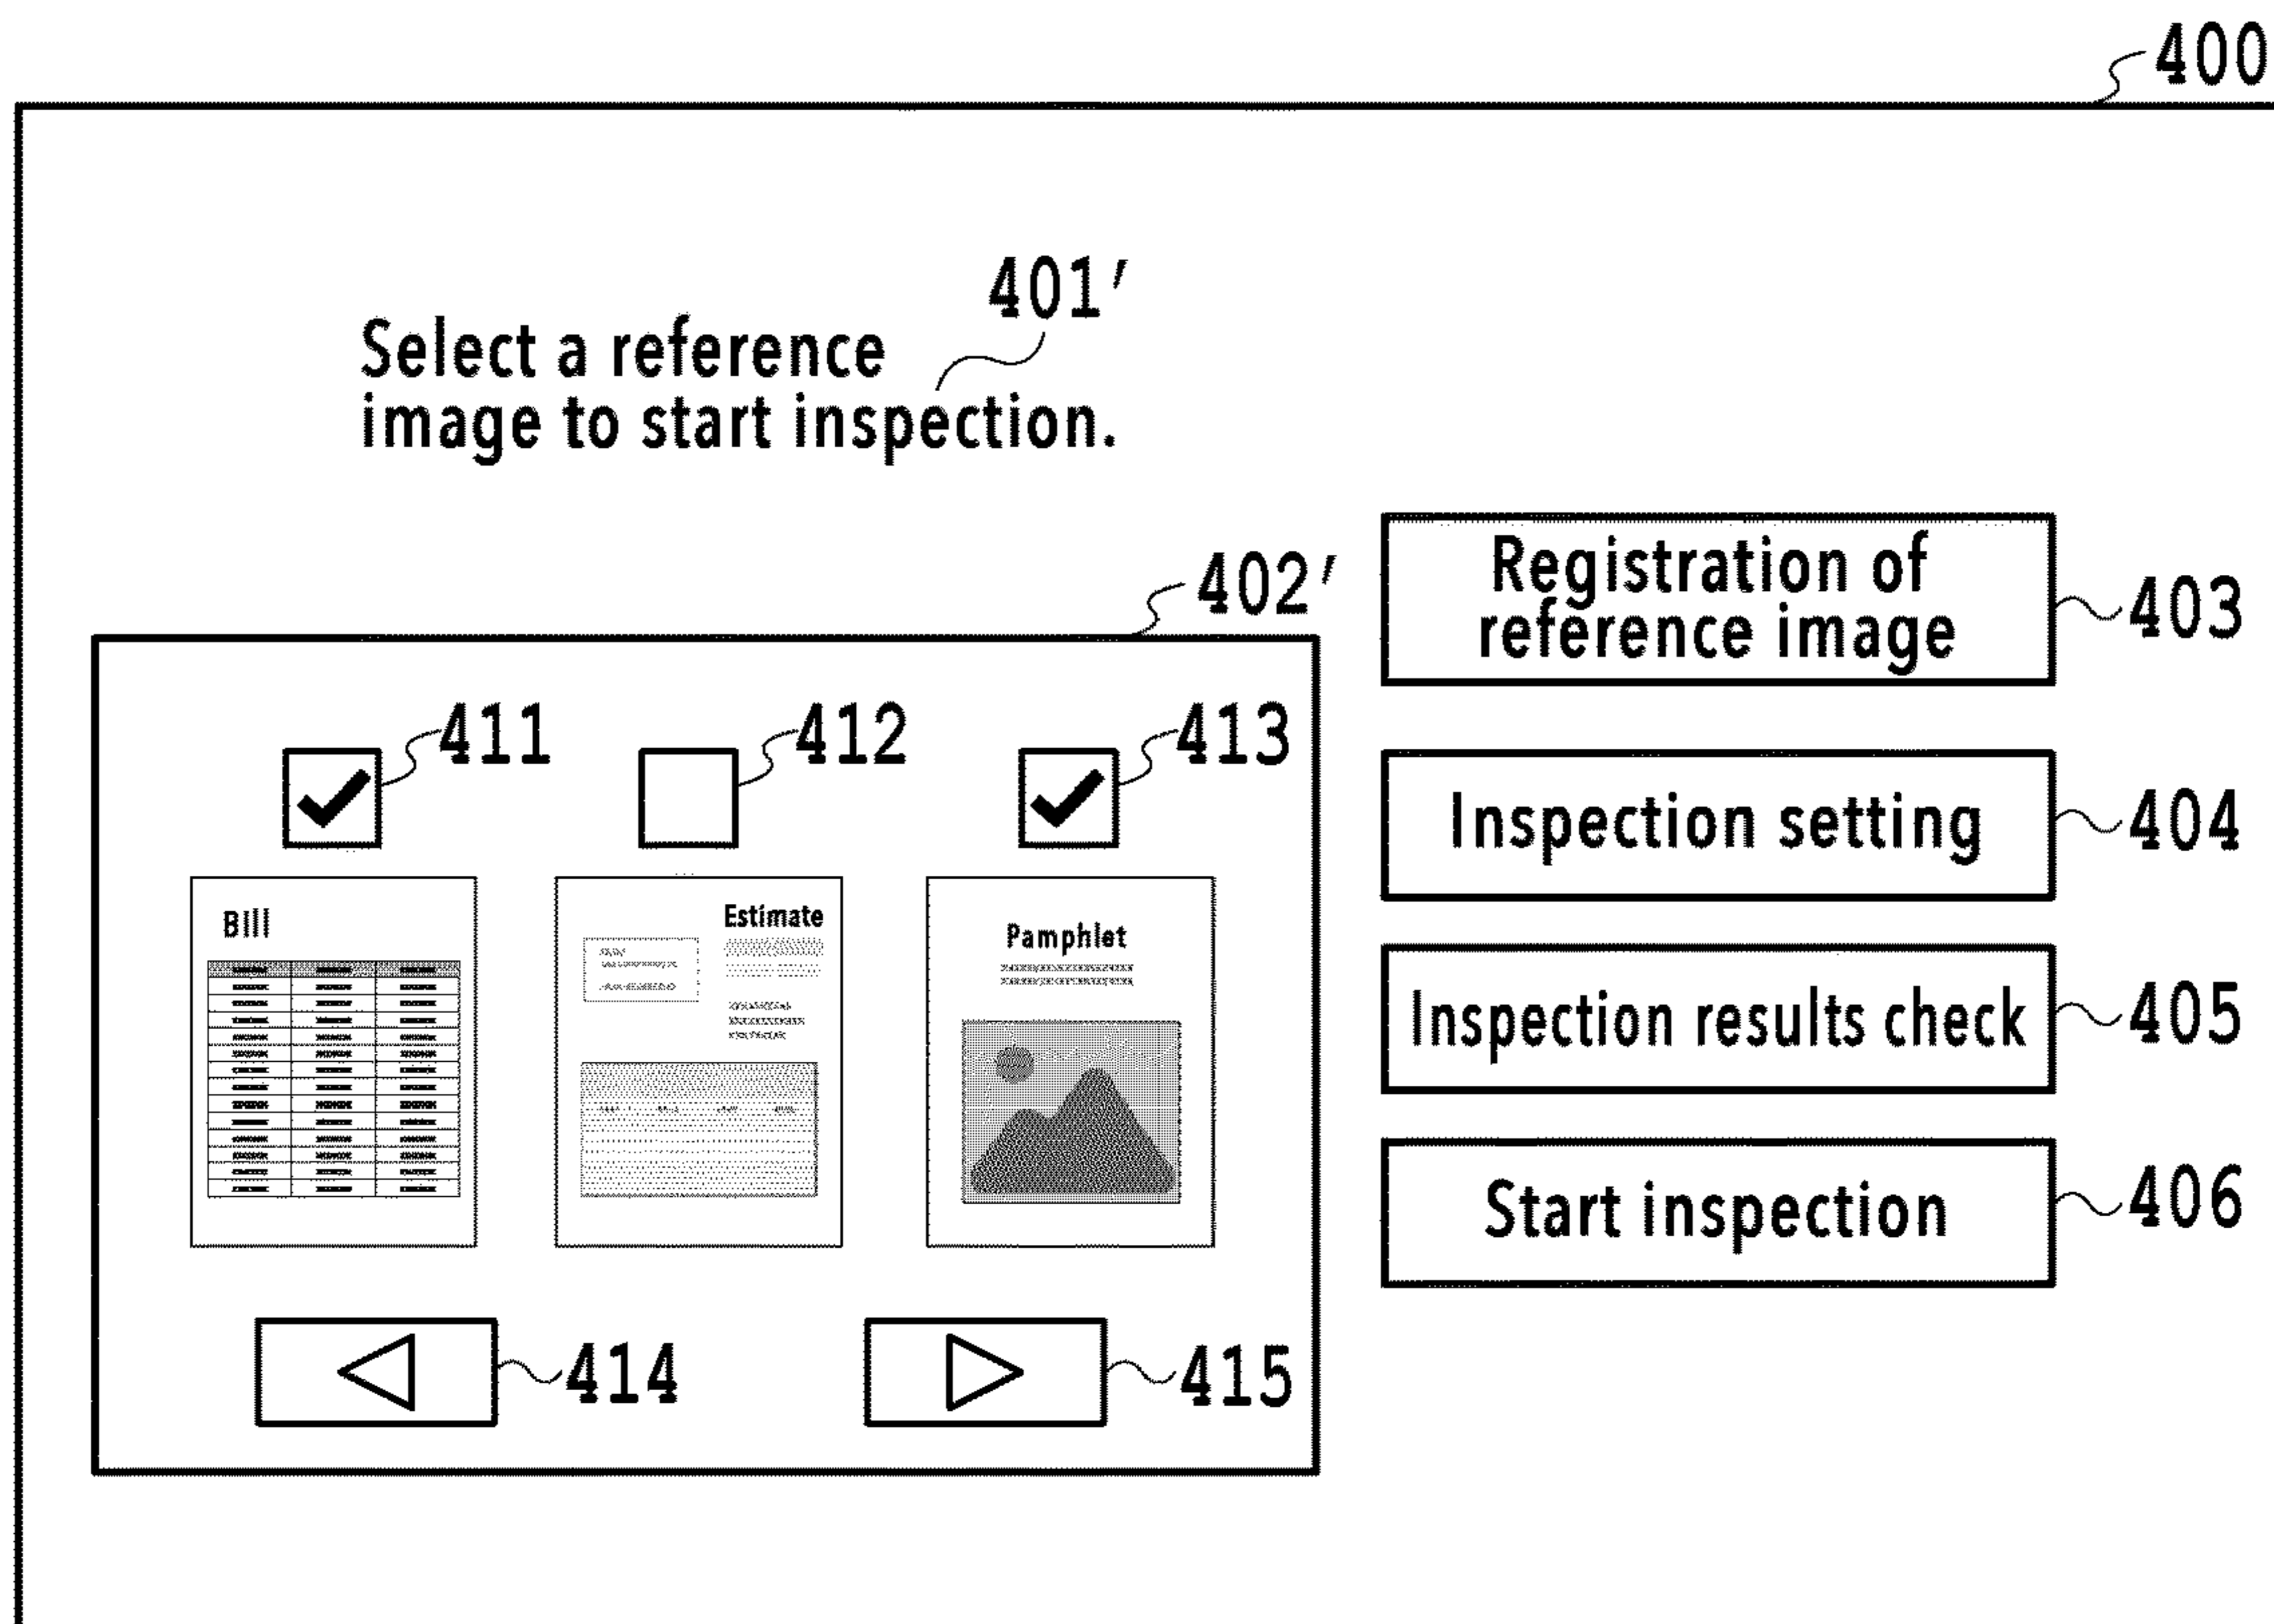 400
401'
Select a reference
image to start inspection.
402'
Registration of
reference image
403
411
412
413
Inspection setting
404
Bill
Estimate
Pamphlet
Inspection results check
405
Start inspection
406
414
415